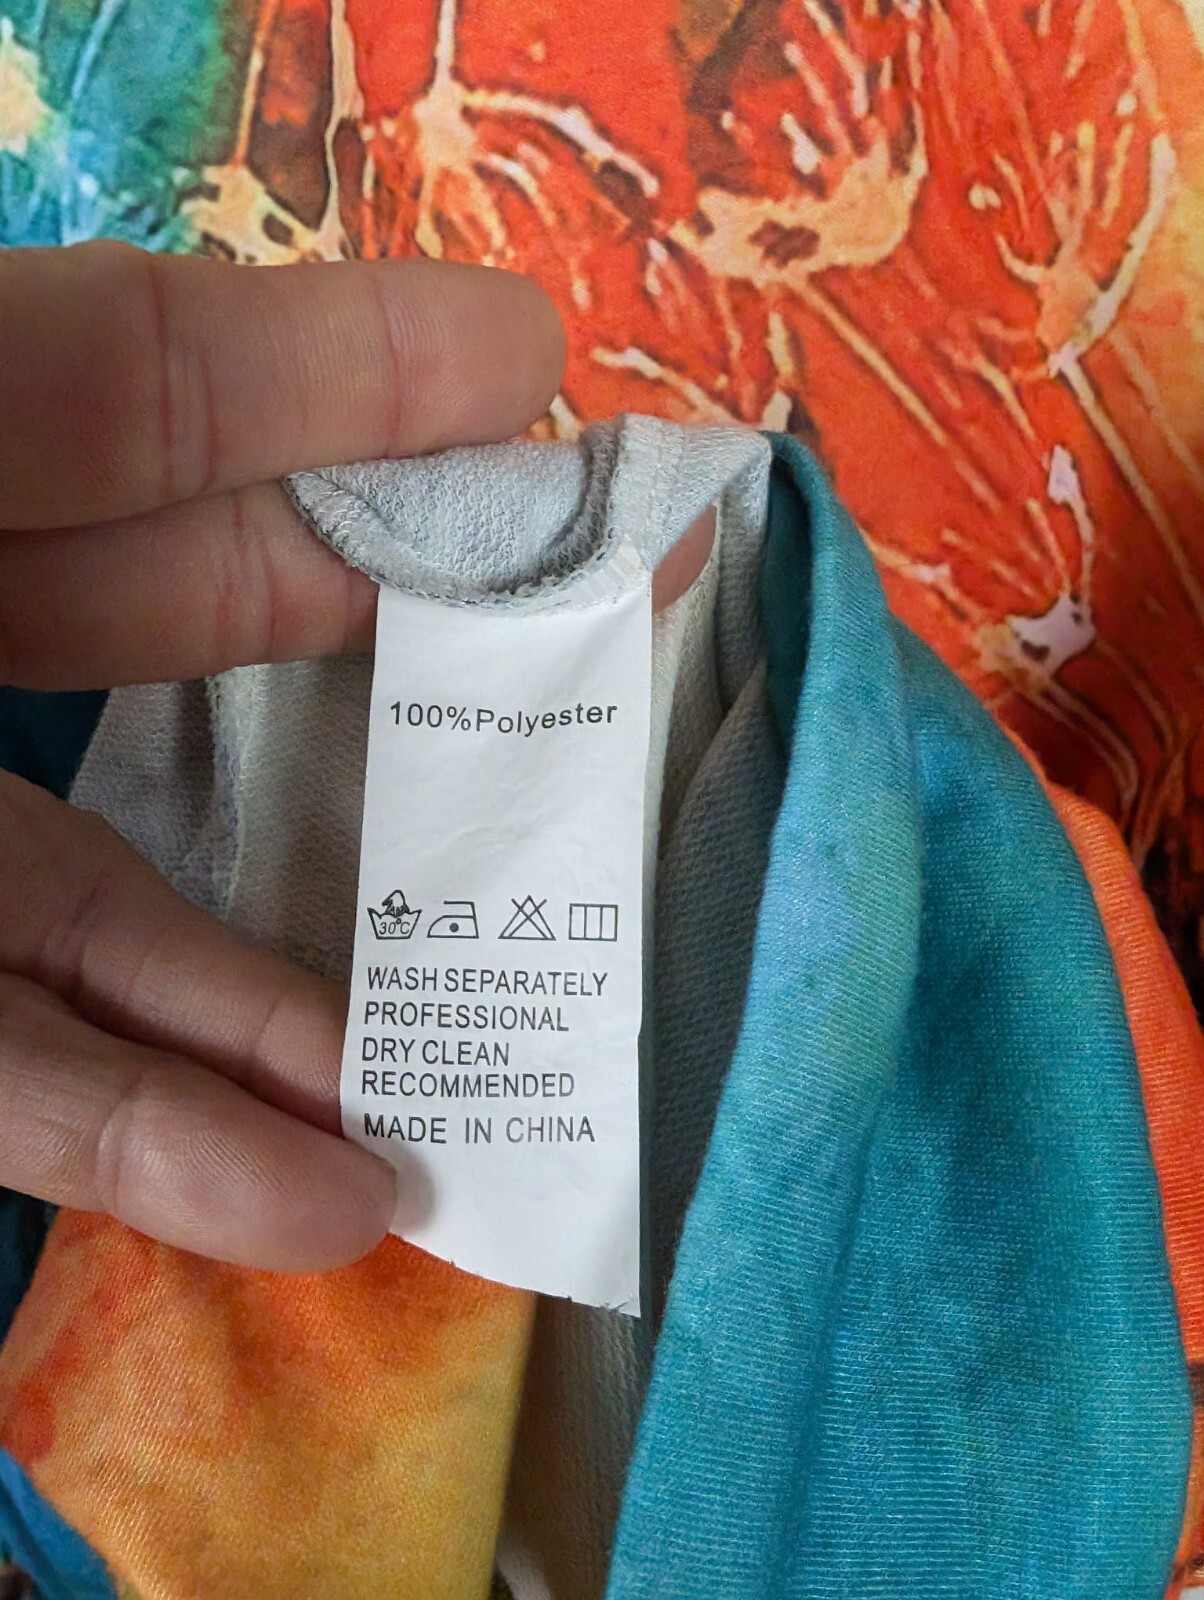 100%Polyester
30°C
WASH SEPARATELY
PROFESSIONAL
DRY CLEAN
RECOMMENDED
MADE IN CHINA